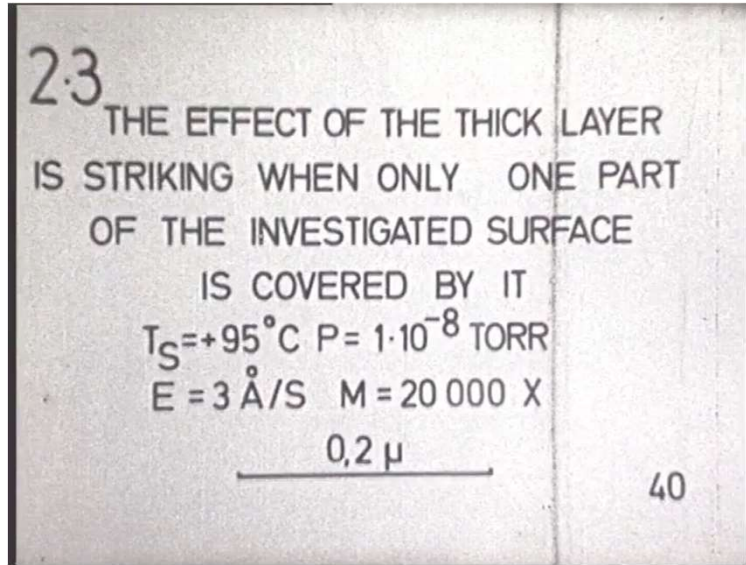 2.3
THE EFFECT OF THE THICK LAYER
IS STRIKING WHEN ONLY ONE PART
OF THE INVESTIGATED SURFACE
IS COVERED BY IT
Ts=+95°C P= 1·10⁻⁸ TORR
E = 3 Å/S M = 20 000 X
0,2 μ
40